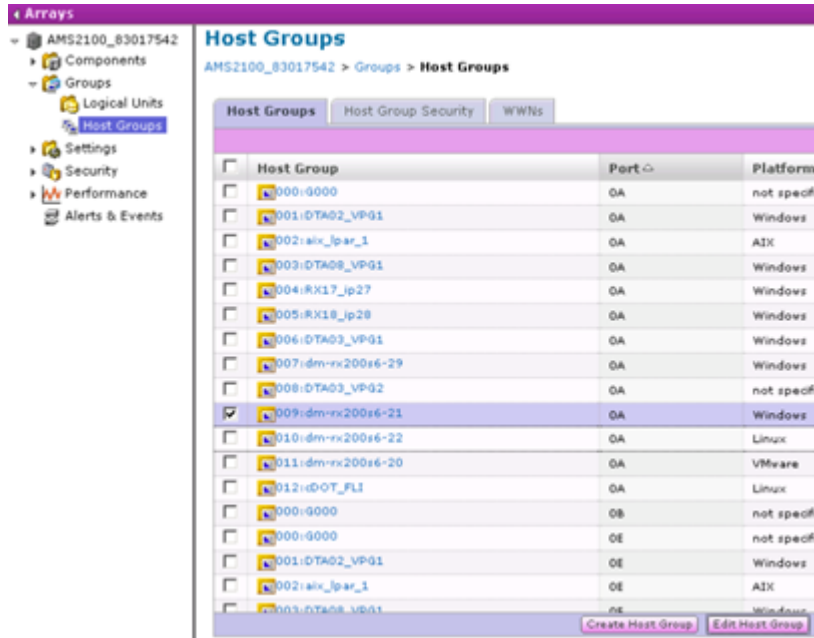 Arrays
AMS2100_83017542
Components
Groups
Logical Units
Host Groups
Settings
Security
Performance
Alerts & Events
Host Groups
AMS2100_83017542 > Groups > Host Groups
Host Groups Host Group Security WWNs
Host Group Port Platform
000:G000 0A not specif
001:DTA02_VPG1 0A Windows
002:aix_lpar_1 0A AIX
003:DTA08_VPG1 0A Windows
004:RX17_ip27 0A Windows
005:RX18_ip28 0A Windows
006:DTA03_VPG1 0A Windows
007:dm-rx200s6-29 0A Windows
008:DTA03_VPG2 0A not specif
009:dm-rx200s6-21 0A Windows
010:dm-rx200s6-22 0A Linux
011:dm-rx200s6-20 0A VMware
012:cDOT_FLI 0A Linux
000:G000 0B not specif
000:G000 0E not specif
001:DTA02_VPG1 0E Windows
002:aix_lpar_1 0E AIX
003:DTA08_VPG1 0E Windows
Create Host Group Edit Host Group